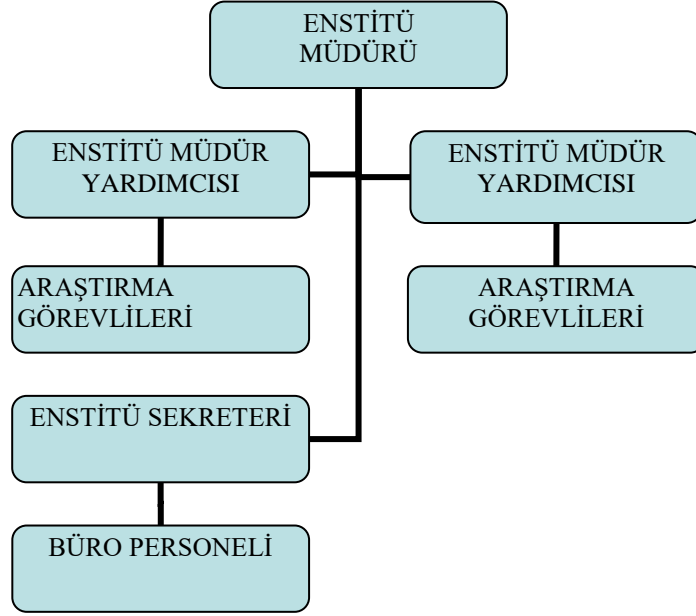 ENSTİTÜ
MÜDÜRÜ
ENSTİTÜ MÜDÜR
YARDIMCISI
ENSTİTÜ MÜDÜR
YARDIMCISI
ARAŞTIRMA
GÖREVLİLERİ
ARAŞTIRMA
GÖREVLİLERİ
ENSTİTÜ SEKRETERİ
BÜRO PERSONELİ